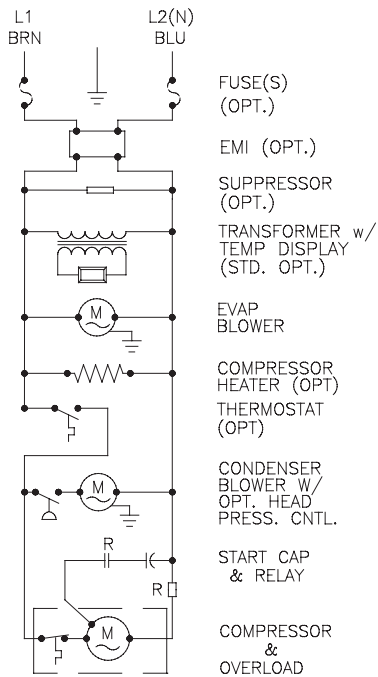 L1
BRN
L2(N)
BLU
FUSE(S)
(OPT.)
EMI (OPT.)
SUPPRESSOR
(OPT.)
TRANSFORMER w/
TEMP DISPLAY
(STD. OPT.)
M
EVAP
BLOWER
COMPRESSOR
HEATER (OPT)
THERMOSTAT
(OPT)
M
CONDENSER
BLOWER W/
OPT. HEAD
PRESS. CNTL.
R
START CAP
& RELAY
R
M
COMPRESSOR
&
OVERLOAD